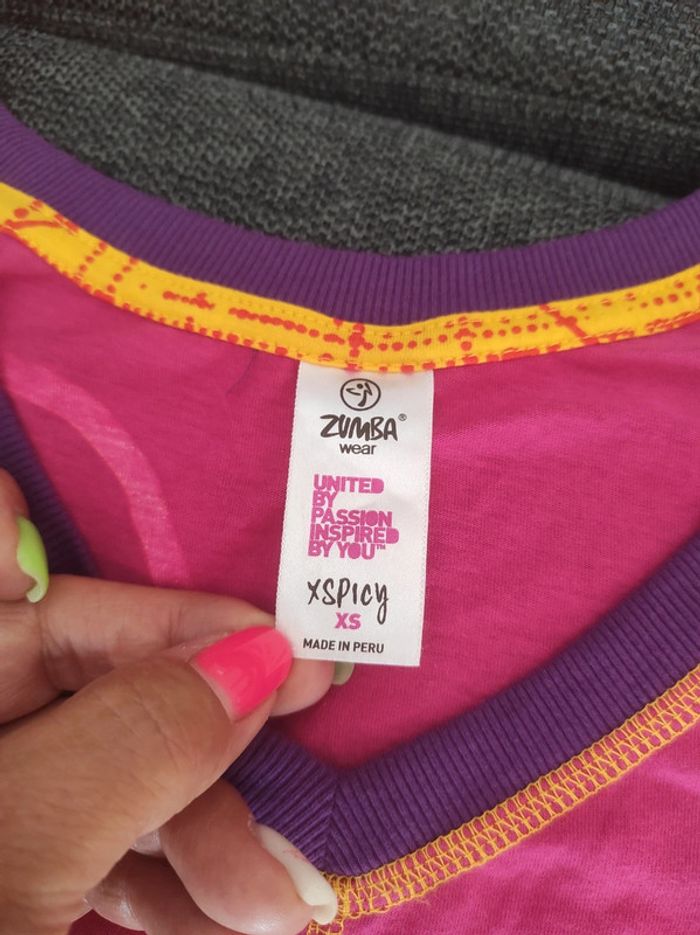 ZUMBA®
wear
UNITED
BY
PASSION
INSPIRED
BY YOU™
XSPICY
XS
MADE IN PERU